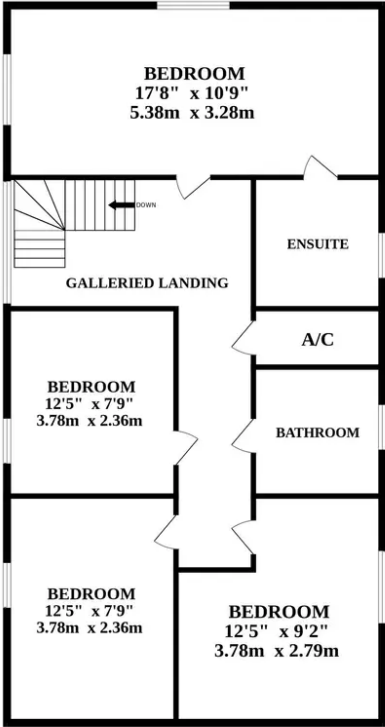 BEDROOM
17'8" x 10'9"
5.38m x 3.28m
DOWN
ENSUITE
GALLERIED LANDING
A/C
BEDROOM
12'5" x 7'9"
3.78m x 2.36m
BATHROOM
BEDROOM
12'5" x 7'9"
3.78m x 2.36m
BEDROOM
12'5" x 9'2"
3.78m x 2.79m